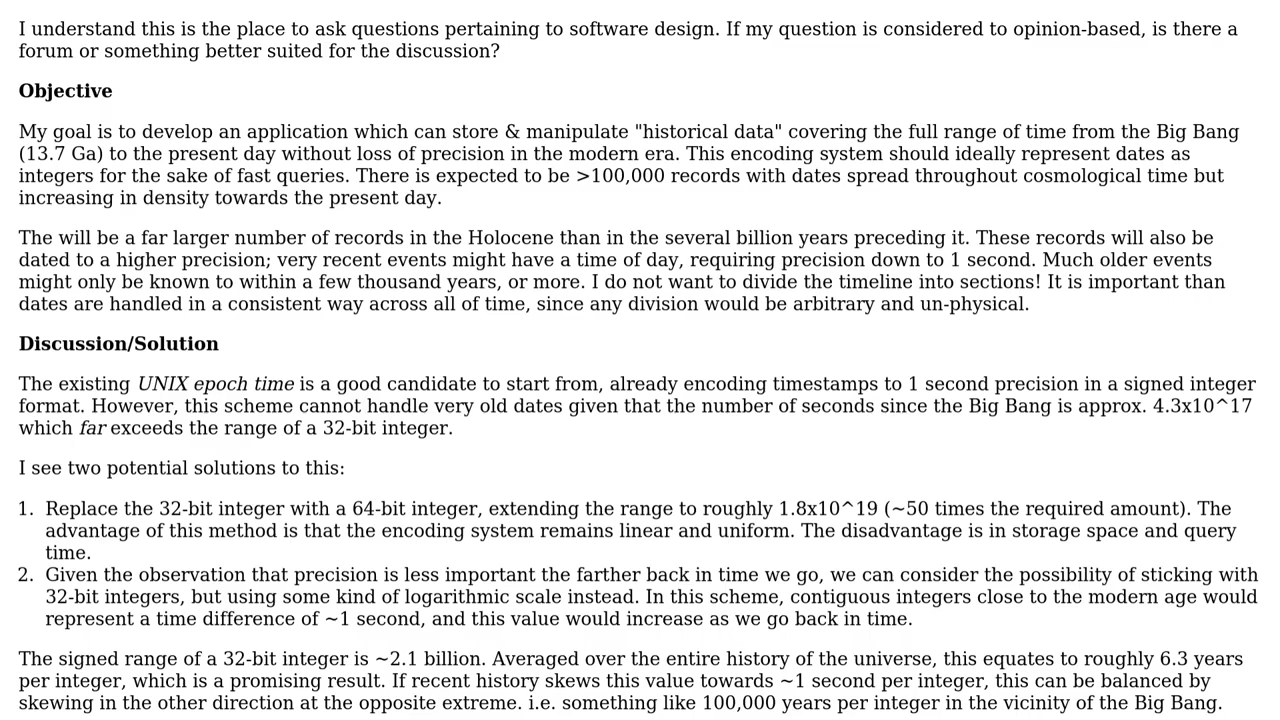 I understand this is the place to ask questions pertaining to software design. If my question is considered to opinion-based, is there a
forum or something better suited for the discussion?
Objective
My goal is to develop an application which can store & manipulate "historical data" covering the full range of time from the Big Bang
(13.7 Ga) to the present day without loss of precision in the modern era. This encoding system should ideally represent dates as
integers for the sake of fast queries. There is expected to be >100,000 records with dates spread throughout cosmological time but
increasing in density towards the present day.
The will be a far larger number of records in the Holocene than in the several billion years preceding it. These records will also be
dated to a higher precision; very recent events might have a time of day, requiring precision down to 1 second. Much older events
might only be known to within a few thousand years, or more. I do not want to divide the timeline into sections! It is important than
dates are handled in a consistent way across all of time, since any division would be arbitrary and un-physical.
Discussion/Solution
The existing UNIX epoch time is a good candidate to start from, already encoding timestamps to 1 second precision in a signed integer
format. However, this scheme cannot handle very old dates given that the number of seconds since the Big Bang is approx. 4.3x10^17
which far exceeds the range of a 32-bit integer.
I see two potential solutions to this:
1. Replace the 32-bit integer with a 64-bit integer, extending the range to roughly 1.8x10^19 (~50 times the required amount). The
advantage of this method is that the encoding system remains linear and uniform. The disadvantage is in storage space and query
time.
2. Given the observation that precision is less important the farther back in time we go, we can consider the possibility of sticking with
32-bit integers, but using some kind of logarithmic scale instead. In this scheme, contiguous integers close to the modern age would
represent a time difference of ~1 second, and this value would increase as we go back in time.
The signed range of a 32-bit integer is ~2.1 billion. Averaged over the entire history of the universe, this equates to roughly 6.3 years
per integer, which is a promising result. If recent history skews this value towards ~1 second per integer, this can be balanced by
skewing in the other direction at the opposite extreme. i.e. something like 100,000 years per integer in the vicinity of the Big Bang.